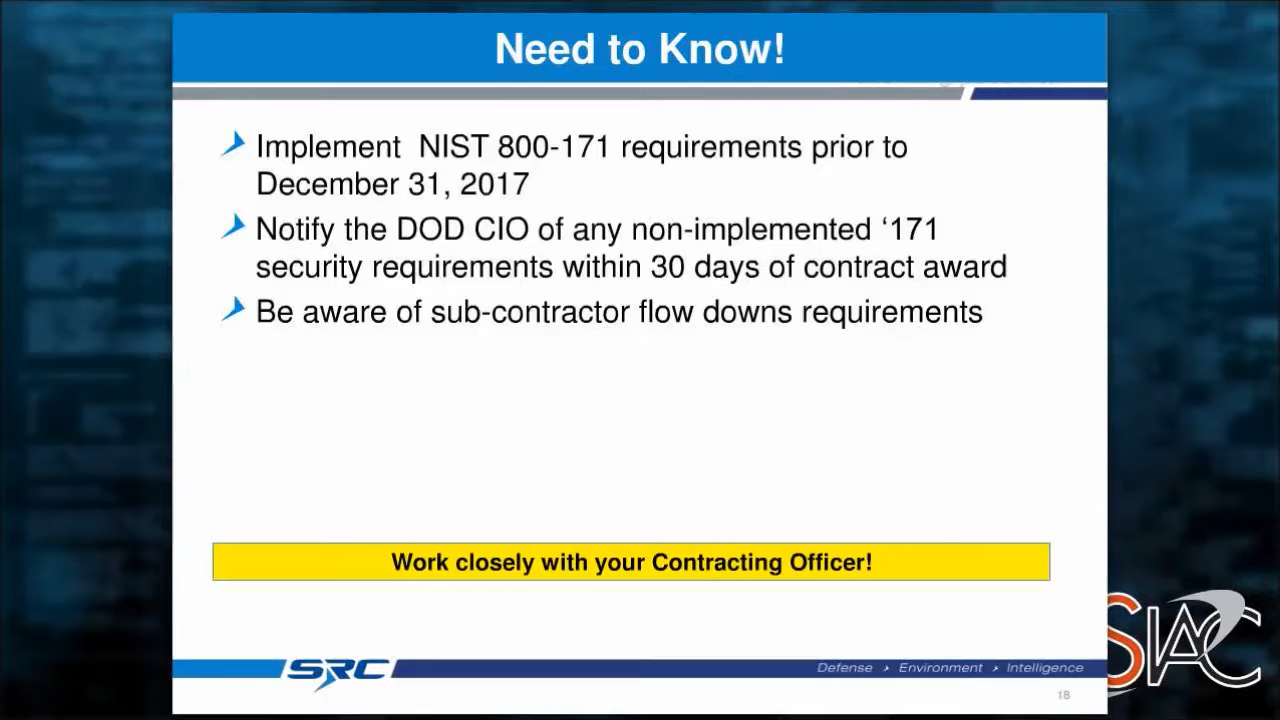 Need to Know!
Implement NIST 800-171 requirements prior to
December 31, 2017
Notify the DOD CIO of any non-implemented ‘171
security requirements within 30 days of contract award
Be aware of sub-contractor flow downs requirements
Work closely with your Contracting Officer!
SRC
Defense > Environment > Intelligence
18
SIAC